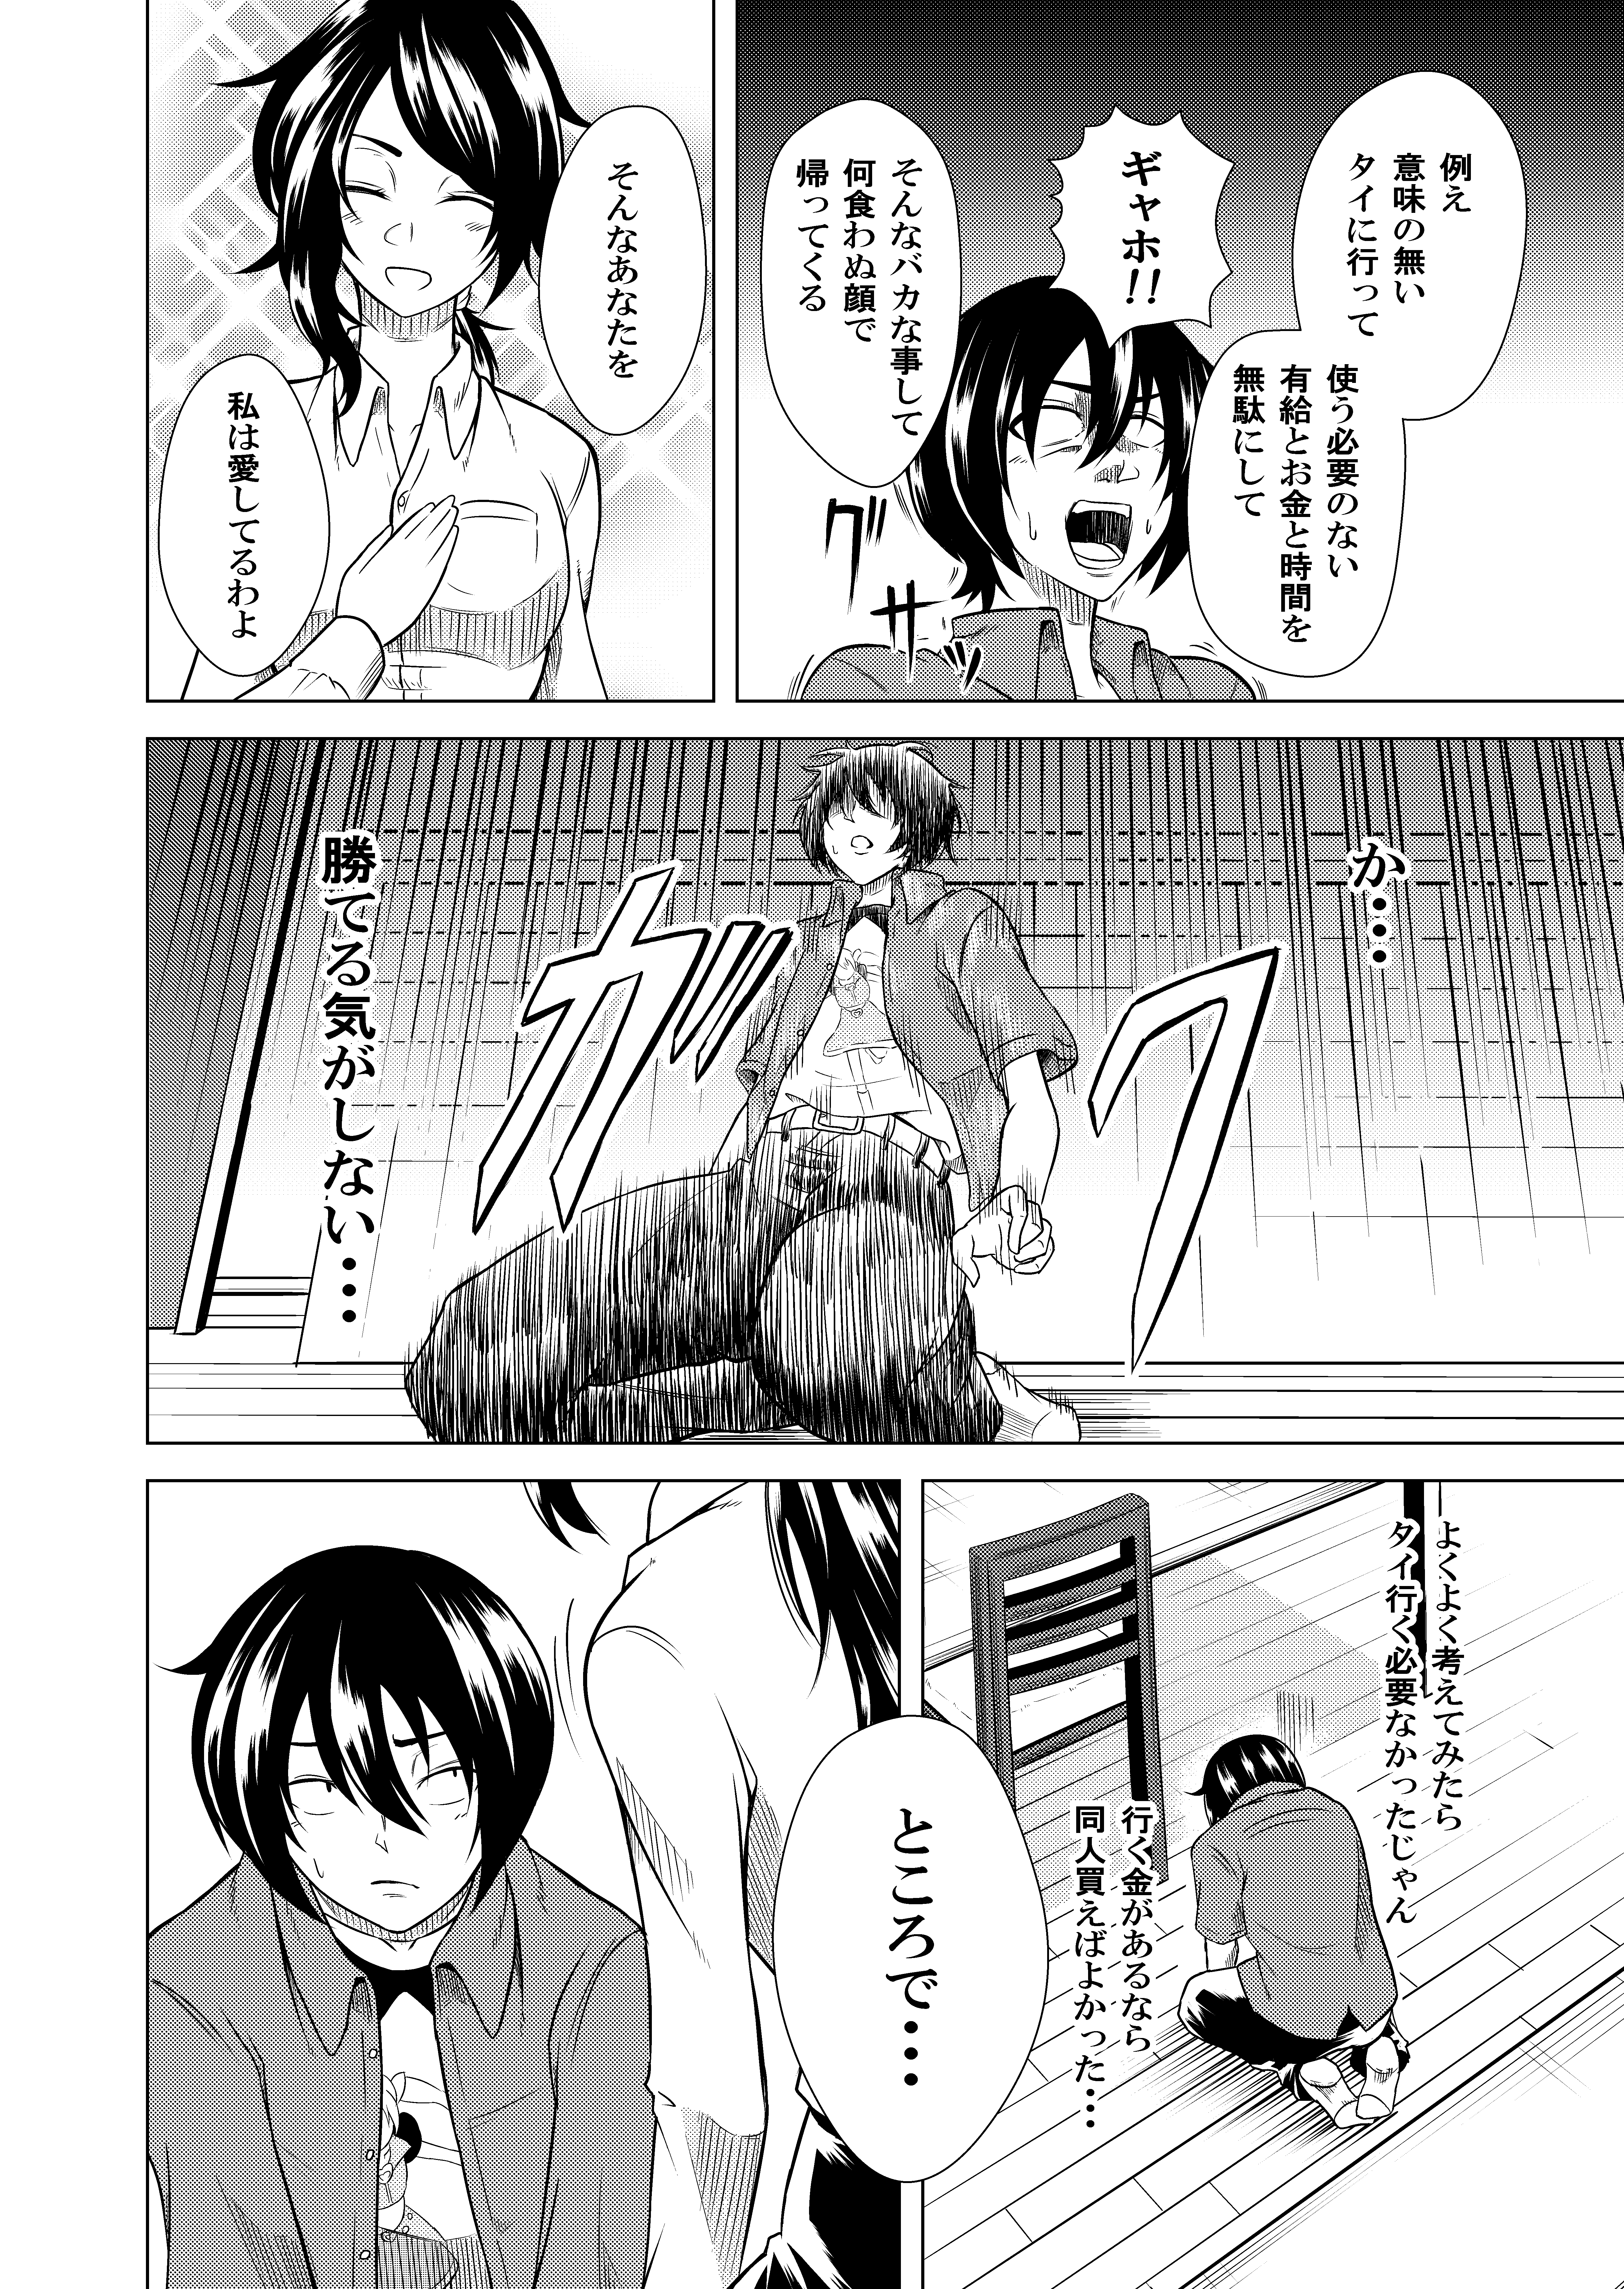 例え
意味の無い
タイに行って
使う必要のない
有給とお金と時間を
無駄にして
ギャホ!!
そんなバカな事して
何食わぬ顔で
帰ってくる
グサッ
そんなあなたを
私は愛してるわよ
か…
ガクッ
勝てる気がしない…
よくよく考えてみたら
タイ行く必要なかったじゃん
行く金があるなら
同人買えばよかった…
ところで…